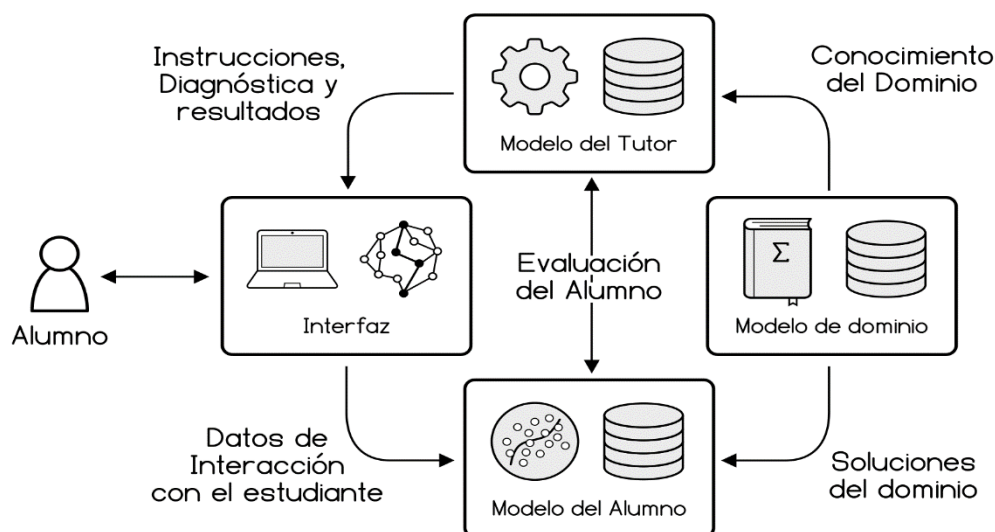 Instrucciones,
Diagnóstica y
resultados
Modelo del Tutor
Conocimiento
del Dominio
Alumno
Interfaz
Evaluación
del Alumno
Σ
Modelo de dominio
Datos de
Interacción
con el estudiante
Modelo del Alumno
Soluciones
del dominio